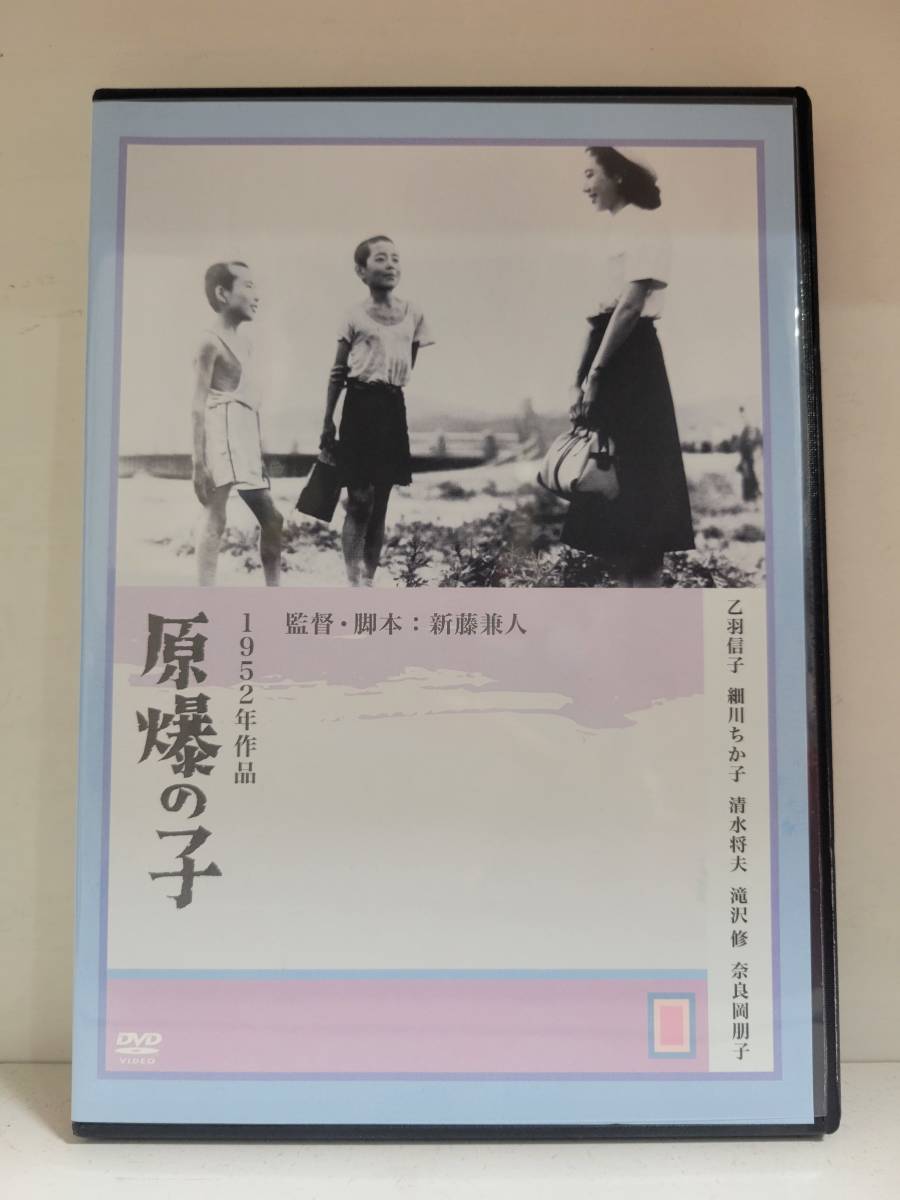 原爆の子
1952年作品
監督・脚本：新藤兼人
乙羽信子 細川ちか子 清水将夫 滝沢 修 奈良岡朋子
DVD
VIDEO